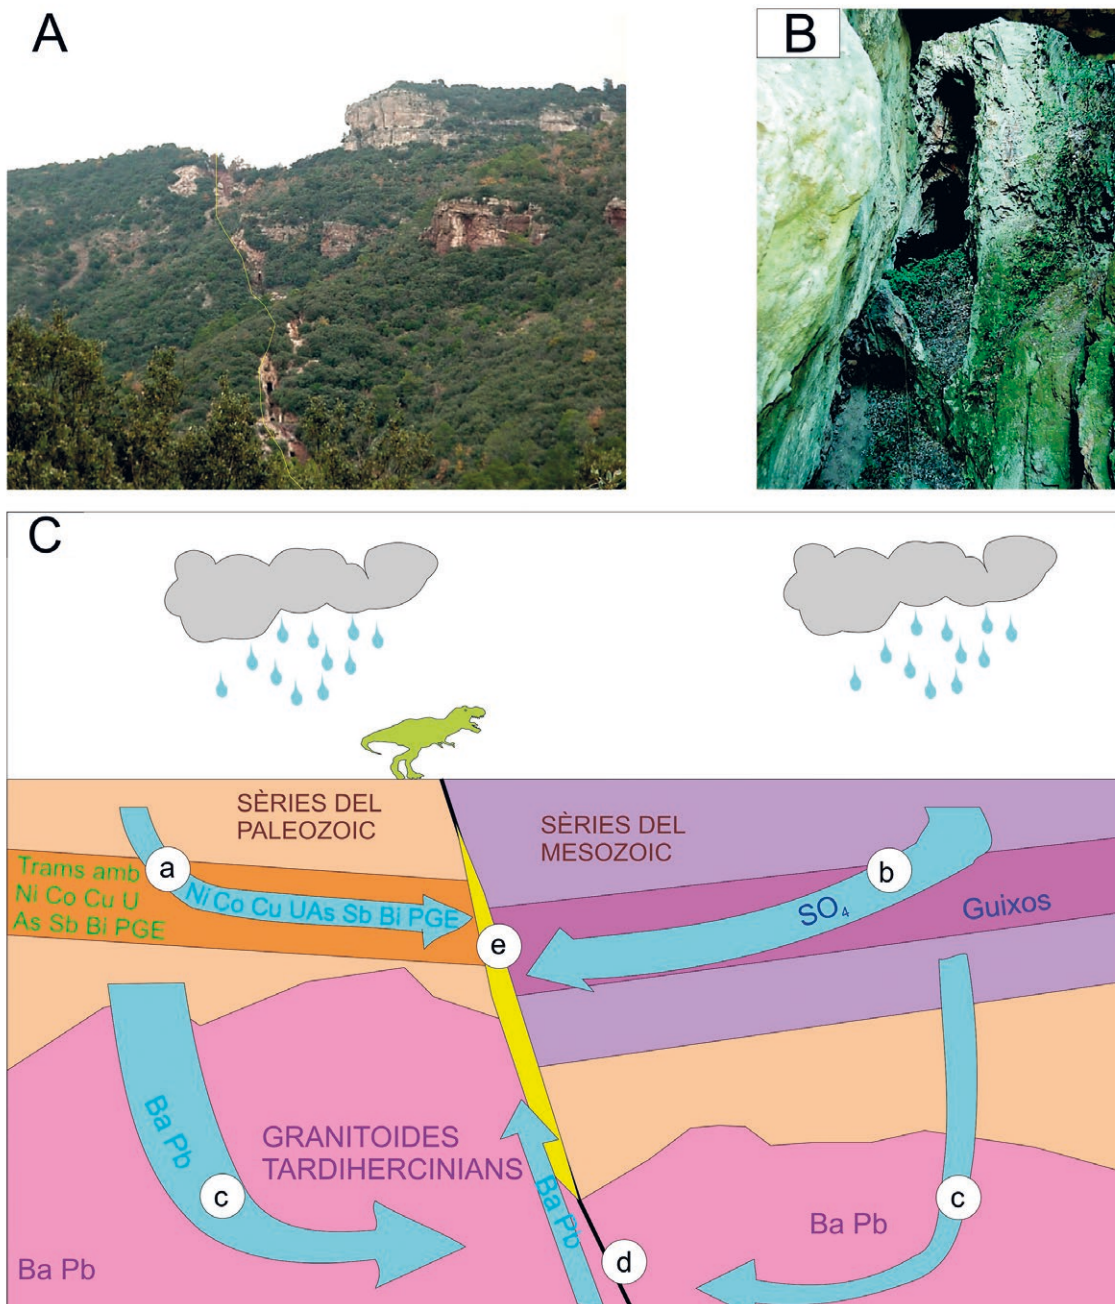 A
B
C
SÈRIES DEL
PALEOZOIC
SÈRIES DEL
MESOZOIC
a
b
Trams amb
Ni Co Cu U
As Sb Bi PGE
Ni Co Cu UAs Sb Bi PGE
SO₄
Guixos
e
Ba Pb
GRANITOIDES
TARDIHERCINIANS
Ba Pb
c
c
Ba Pb
d
Ba Pb